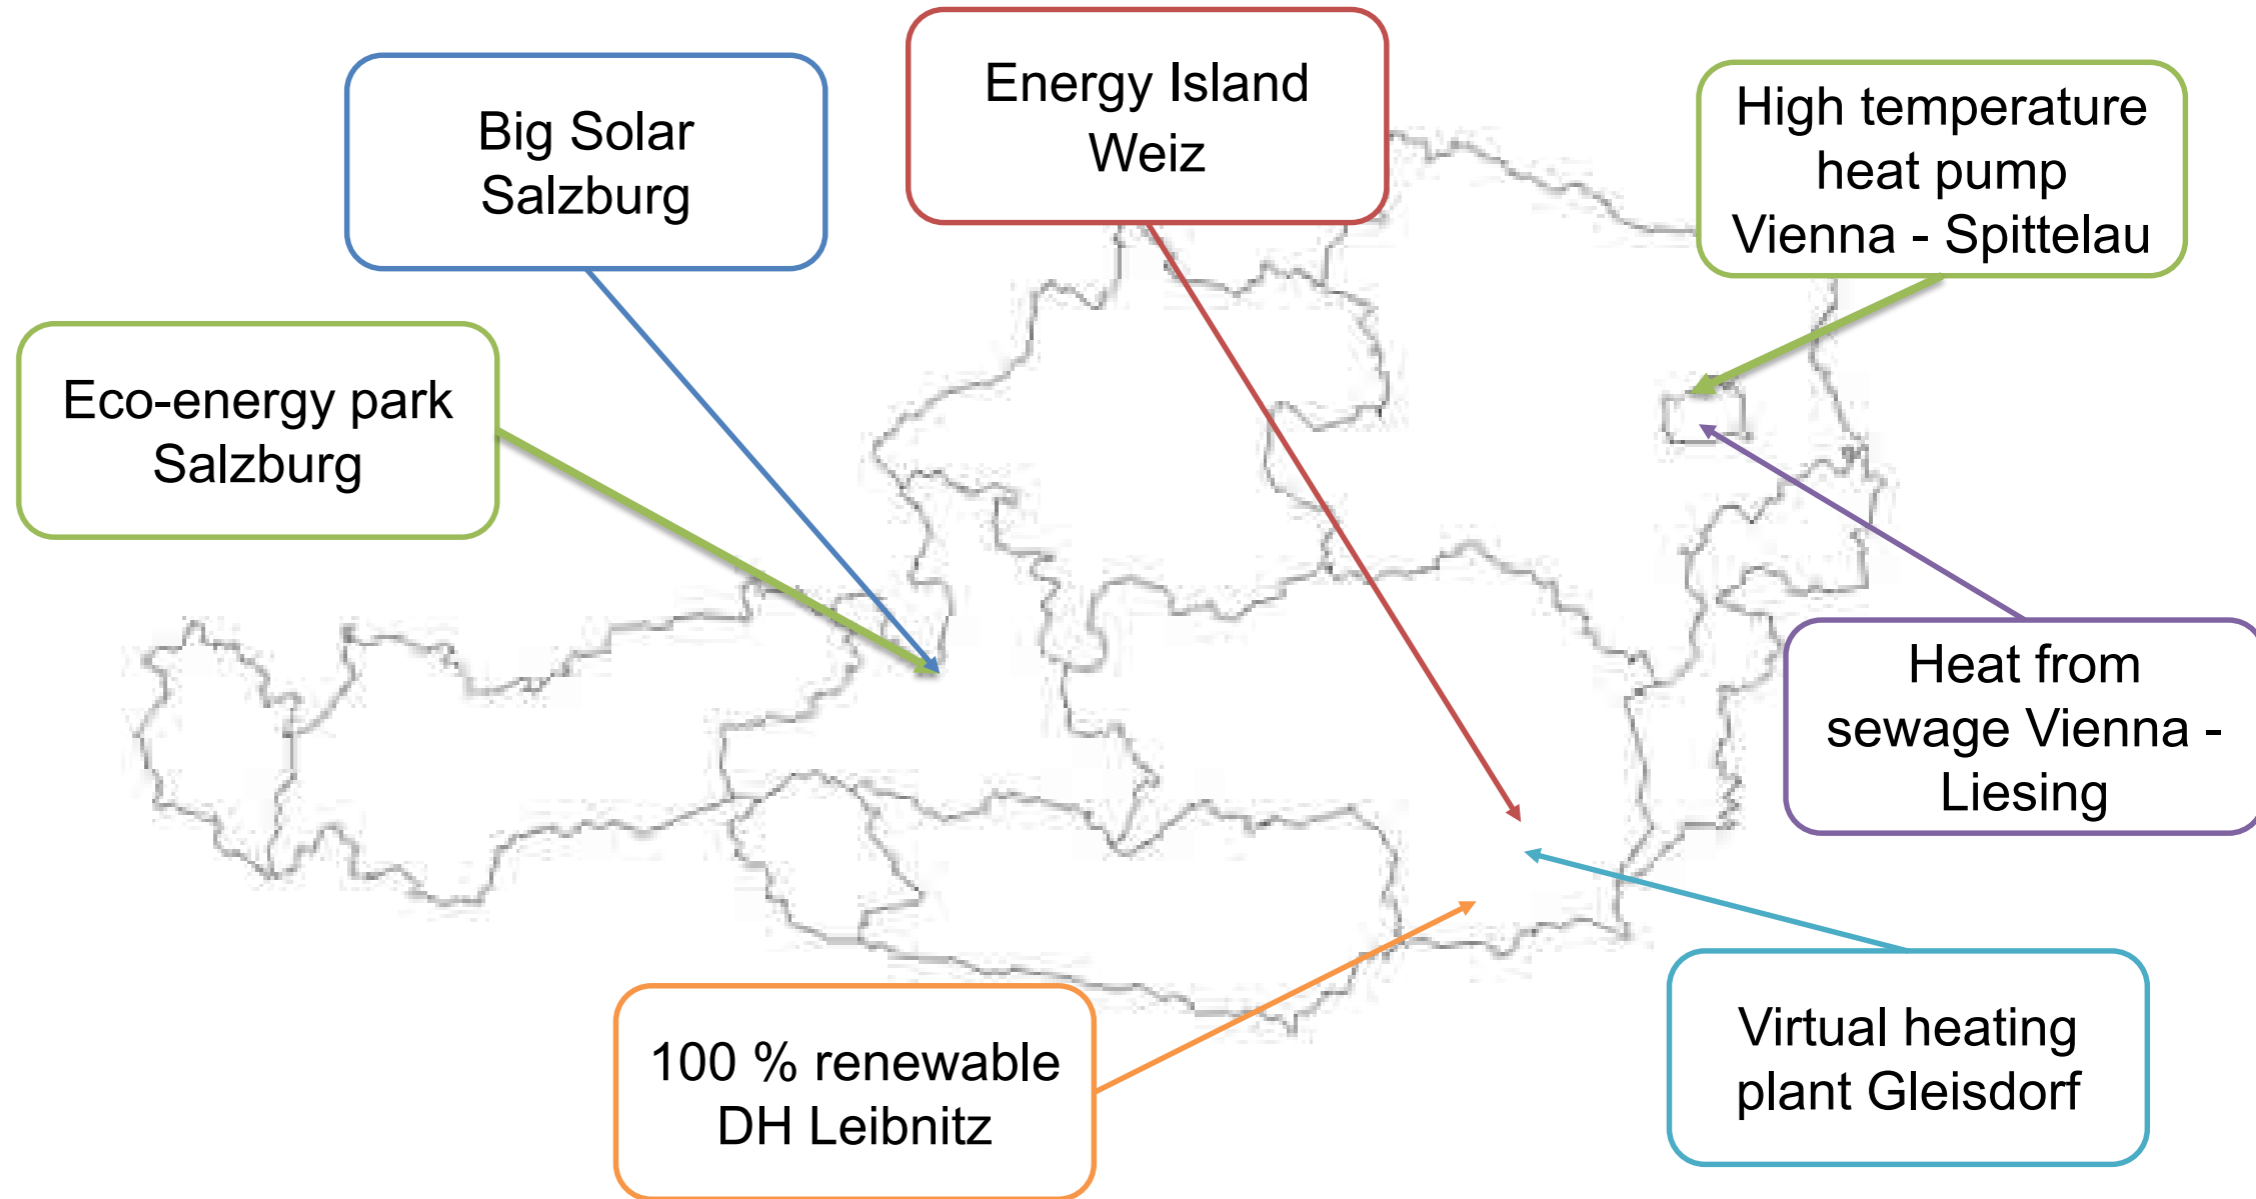 Big Solar
Salzburg
Energy Island
Weiz
High temperature
heat pump
Vienna - Spittelau
Eco-energy park
Salzburg
Heat from
sewage Vienna -
Liesing
100 % renewable
DH Leibnitz
Virtual heating
plant Gleisdorf